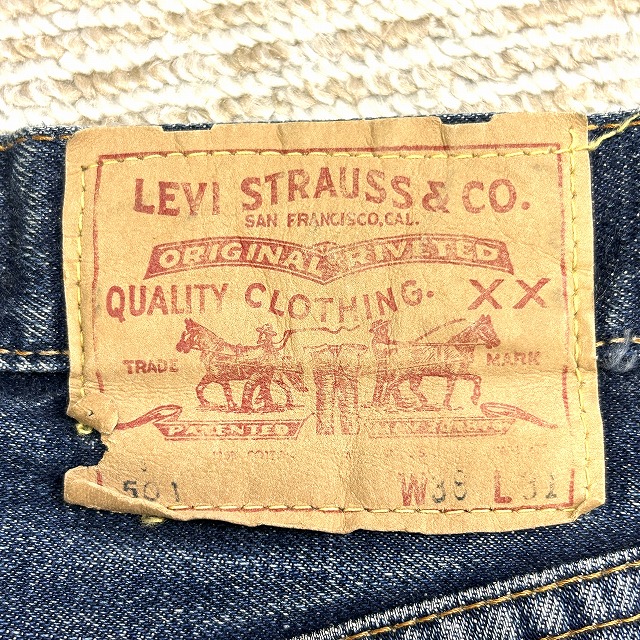 LEVI STRAUSS & CO.
SAN FRANCISCO, CAL.
ORIGINAL RIVETED
QUALITY CLOTHING. XX
TRADE MARK
PATENTED
501 W38 L